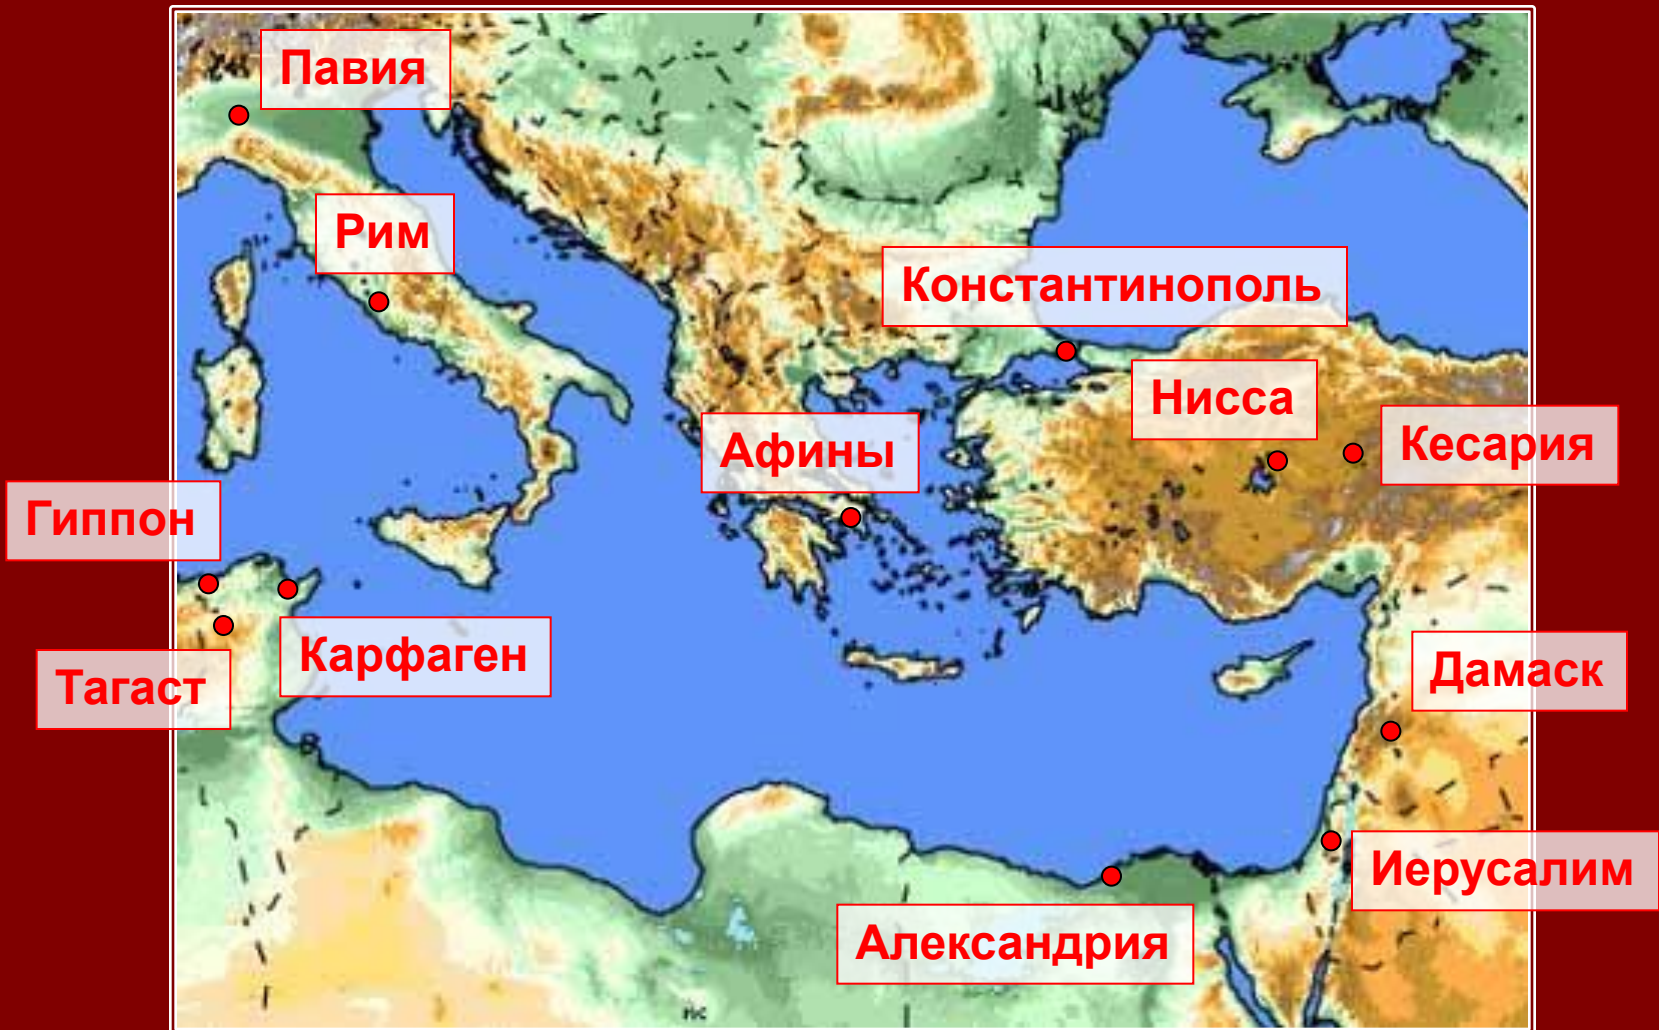 Павия
Рим
Константинополь
Нисса
Афины
Кесария
Гиппон
Карфаген
Тагаст
Дамаск
Иерусалим
Александрия